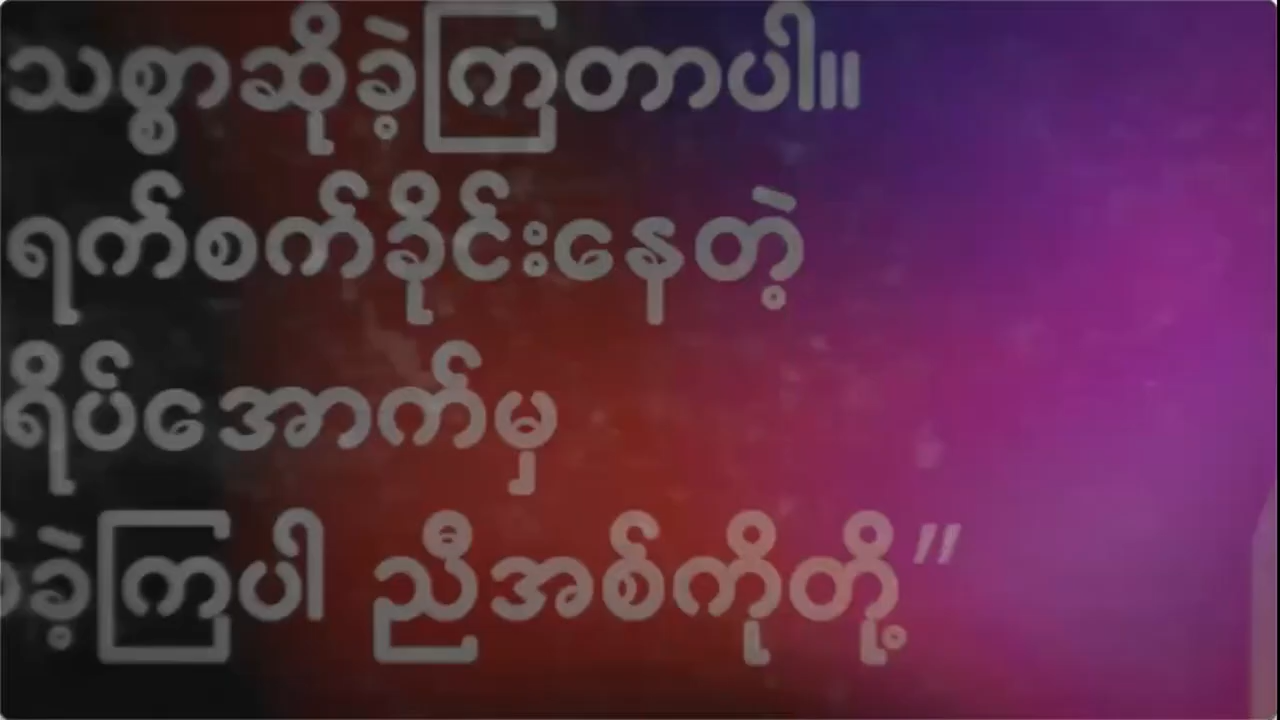 သစ္စာဆိုခဲ့ကြတာပါ။
ရက်စက်ခိုင်းနေတဲ့
ရိပ်အောက်မှ
ခဲ့ကြပါ ညီအစ်ကိုတို့"